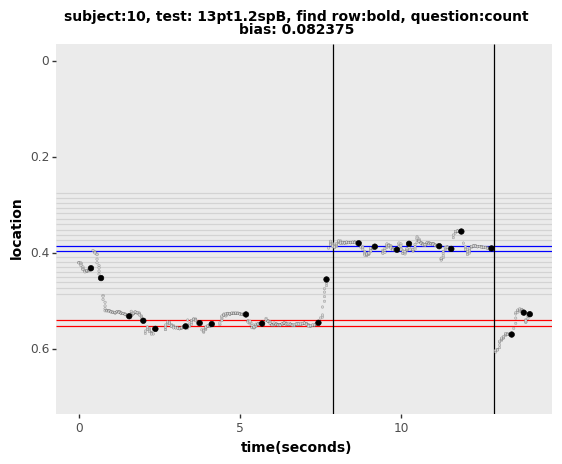 subject:10, test: 13pt1.2spB, find row:bold, question:count
bias: 0.082375
0
0.2
0.4
0.6
location
0
5
10
time(seconds)